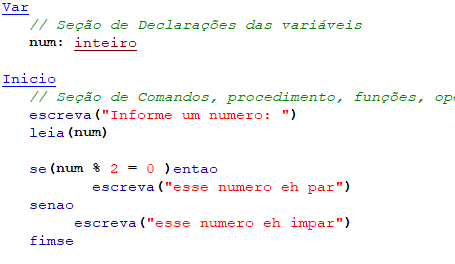 Var
// Seção de Declarações das variáveis
num: inteiro
Inicio
// Seção de Comandos, procedimento, funções,
escreva("Informe um numero: ")
leia(num)
se(num % 2 = 0 )entao
escreva("esse numero eh par")
senao
escreva("esse numero eh impar")
fimse